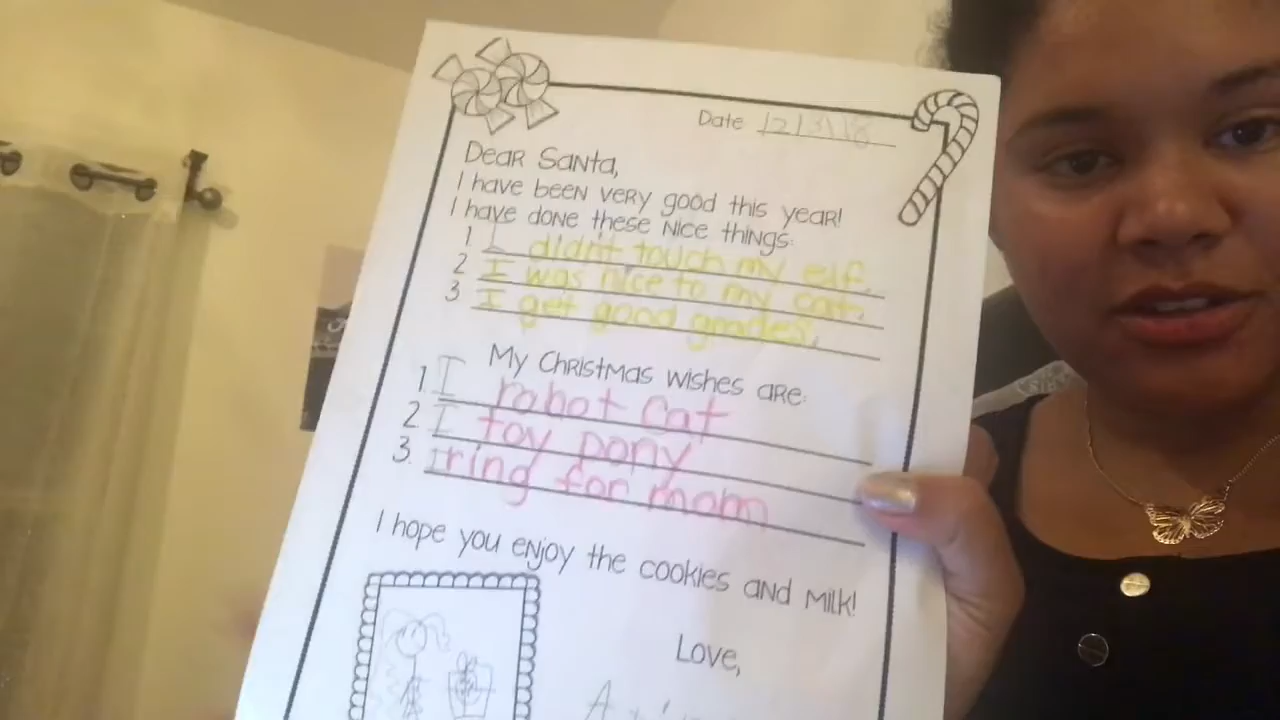 Date 12/3/18
Dear Santa,
I have been very good this year!
I have done these nice things:
1. I didn't touch my elf.
2 I was nice to my cat.
3. I get good grades.
My Christmas wishes are:
1. I robot cat
2 I toy pony
3. I ring for mom
I hope you enjoy the cookies and milk!
Love,